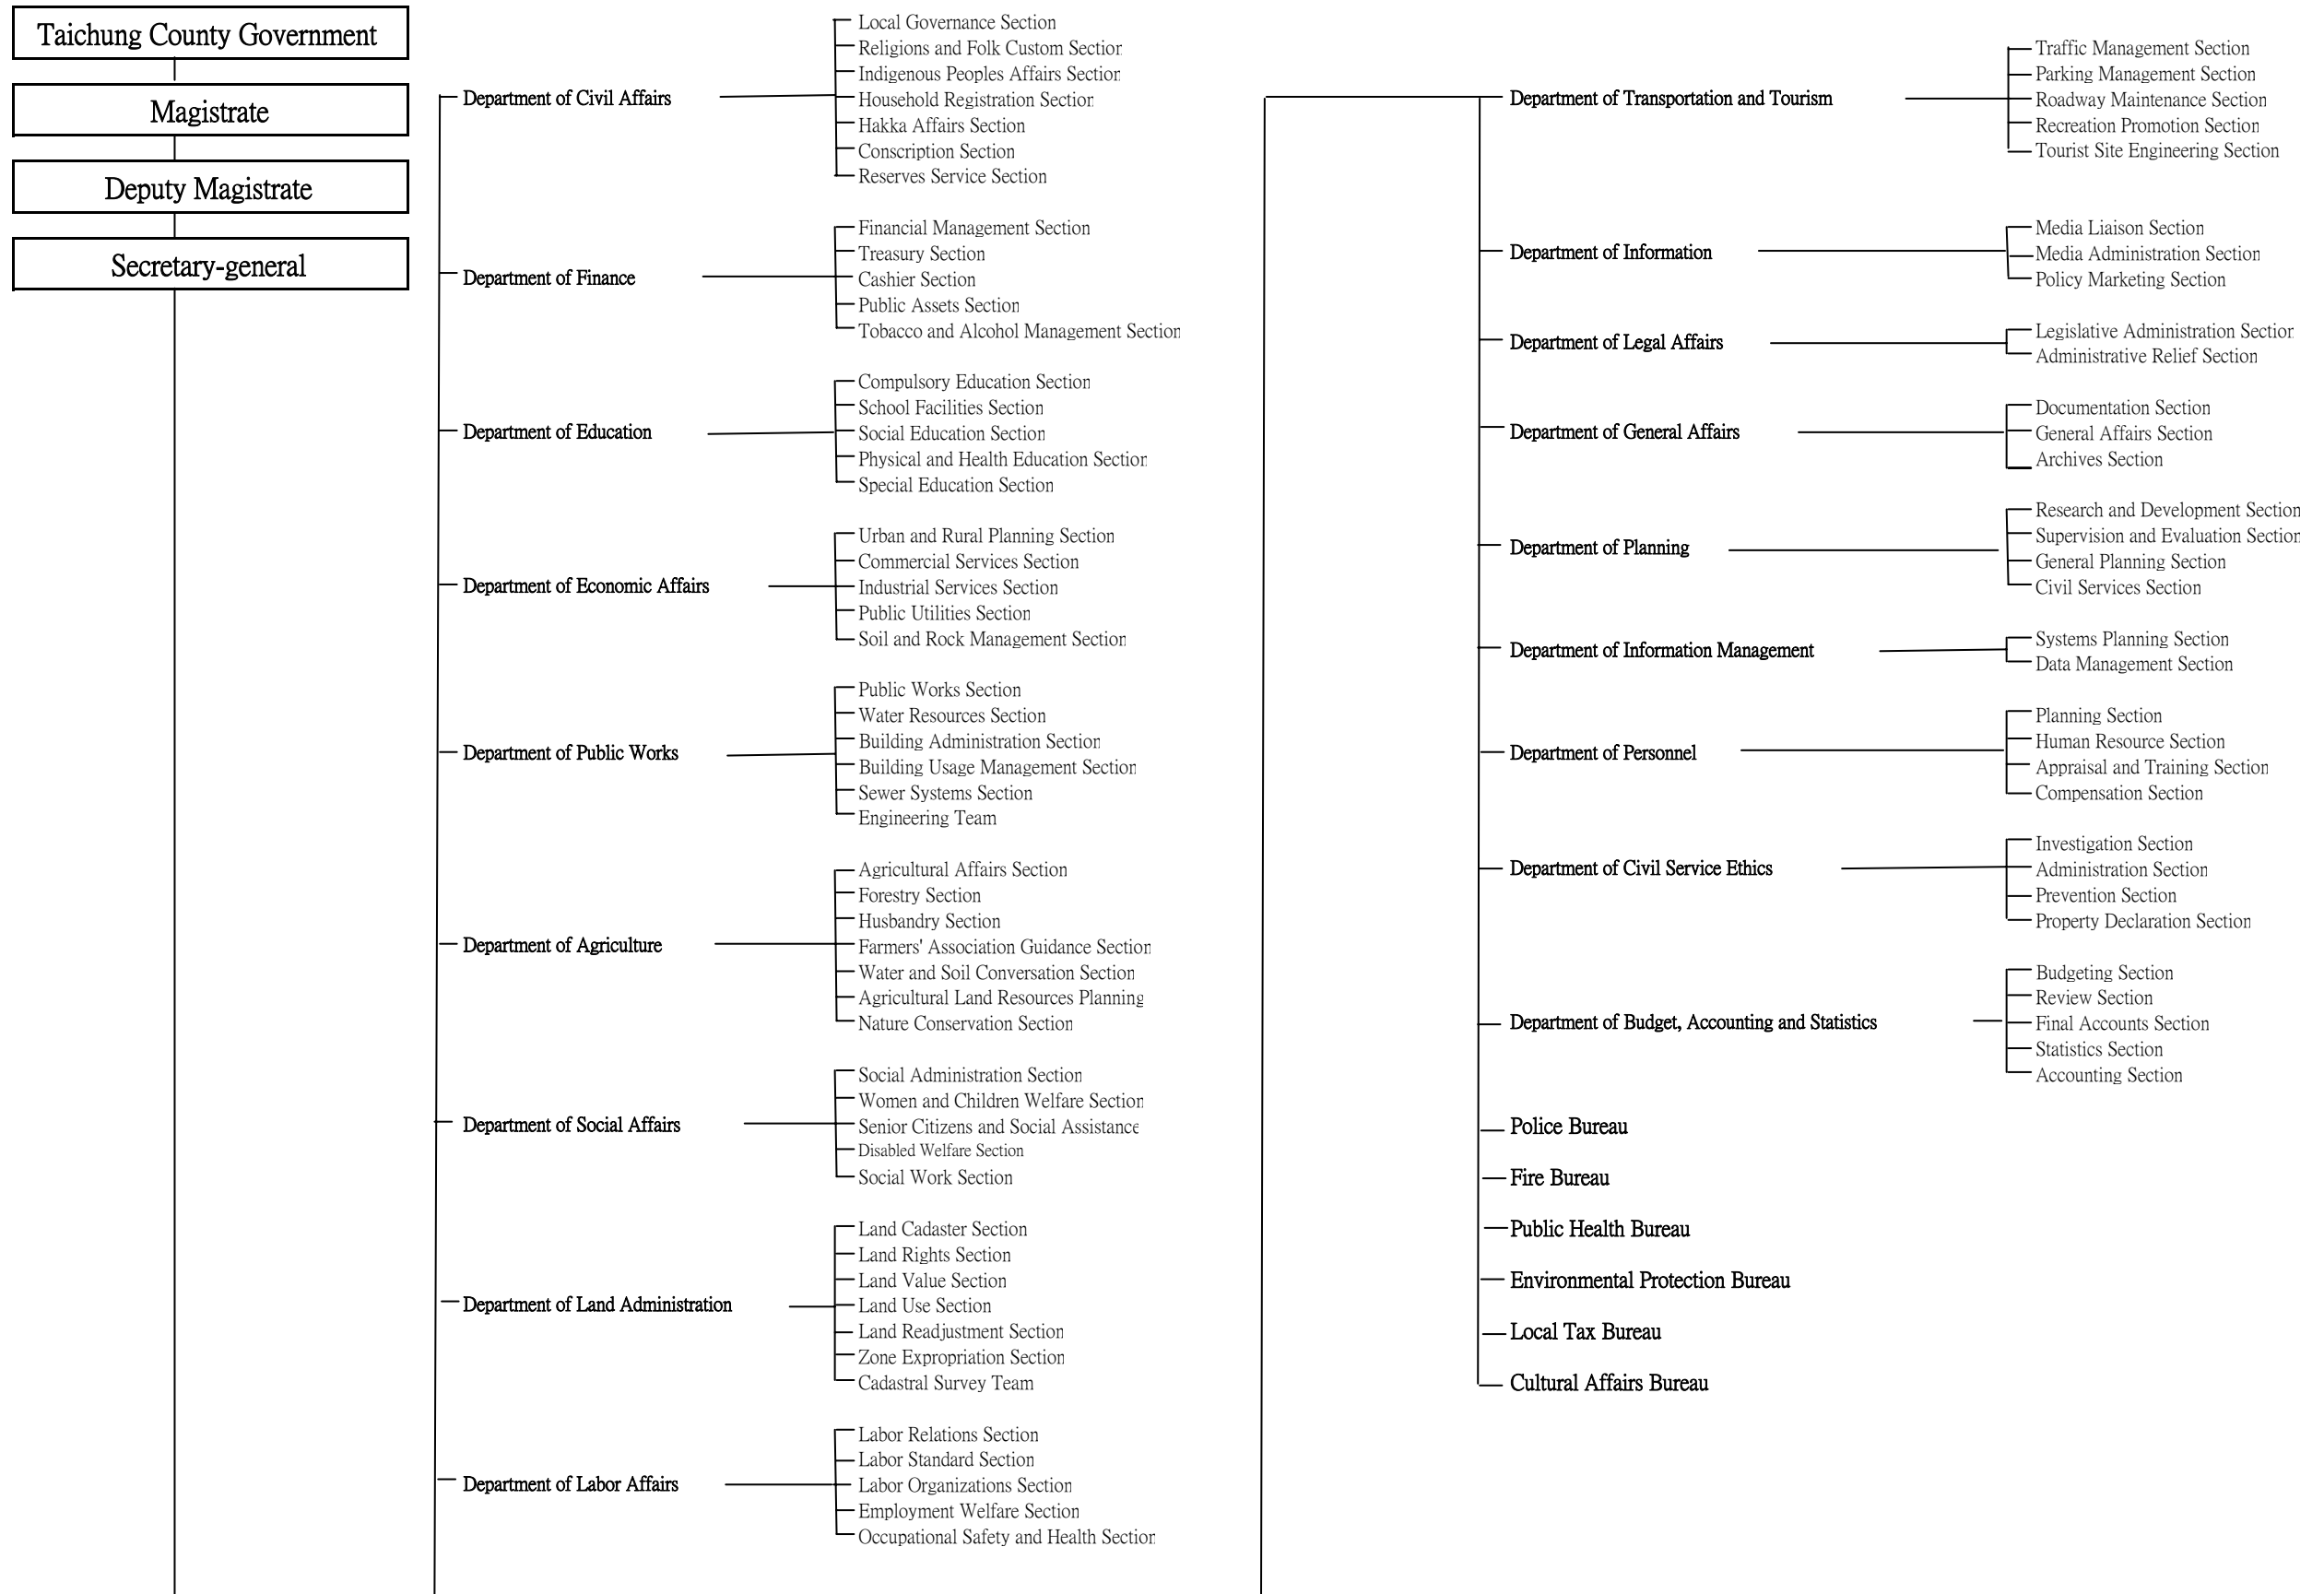 Taichung County Government
Magistrate
Deputy Magistrate
Secretary-general
Department of Civil Affairs
Local Governance Section
Religions and Folk Custom Section
Indigenous Peoples Affairs Section
Household Registration Section
Hakka Affairs Section
Conscription Section
Reserves Service Section
Department of Finance
Financial Management Section
Treasury Section
Cashier Section
Public Assets Section
Tobacco and Alcohol Management Section
Department of Education
Compulsory Education Section
School Facilities Section
Social Education Section
Physical and Health Education Section
Special Education Section
Department of Economic Affairs
Urban and Rural Planning Section
Commercial Services Section
Industrial Services Section
Public Utilities Section
Soil and Rock Management Section
Department of Public Works
Public Works Section
Water Resources Section
Building Administration Section
Building Usage Management Section
Sewer Systems Section
Engineering Team
Department of Agriculture
Agricultural Affairs Section
Forestry Section
Husbandry Section
Farmers' Association Guidance Section
Water and Soil Conversation Section
Agricultural Land Resources Planning
Nature Conservation Section
Department of Social Affairs
Social Administration Section
Women and Children Welfare Section
Senior Citizens and Social Assistance
Disabled Welfare Section
Social Work Section
Department of Land Administration
Land Cadaster Section
Land Rights Section
Land Value Section
Land Use Section
Land Readjustment Section
Zone Expropriation Section
Cadastral Survey Team
Department of Labor Affairs
Labor Relations Section
Labor Standard Section
Labor Organizations Section
Employment Welfare Section
Occupational Safety and Health Section
Department of Transportation and Tourism
Traffic Management Section
Parking Management Section
Roadway Maintenance Section
Recreation Promotion Section
Tourist Site Engineering Section
Department of Information
Media Liaison Section
Media Administration Section
Policy Marketing Section
Department of Legal Affairs
Legislative Administration Section
Administrative Relief Section
Department of General Affairs
Documentation Section
General Affairs Section
Archives Section
Department of Planning
Research and Development Section
Supervision and Evaluation Section
General Planning Section
Civil Services Section
Department of Information Management
Systems Planning Section
Data Management Section
Department of Personnel
Planning Section
Human Resource Section
Appraisal and Training Section
Compensation Section
Department of Civil Service Ethics
Investigation Section
Administration Section
Prevention Section
Property Declaration Section
Department of Budget, Accounting and Statistics
Budgeting Section
Review Section
Final Accounts Section
Statistics Section
Accounting Section
Police Bureau
Fire Bureau
Public Health Bureau
Environmental Protection Bureau
Local Tax Bureau
Cultural Affairs Bureau